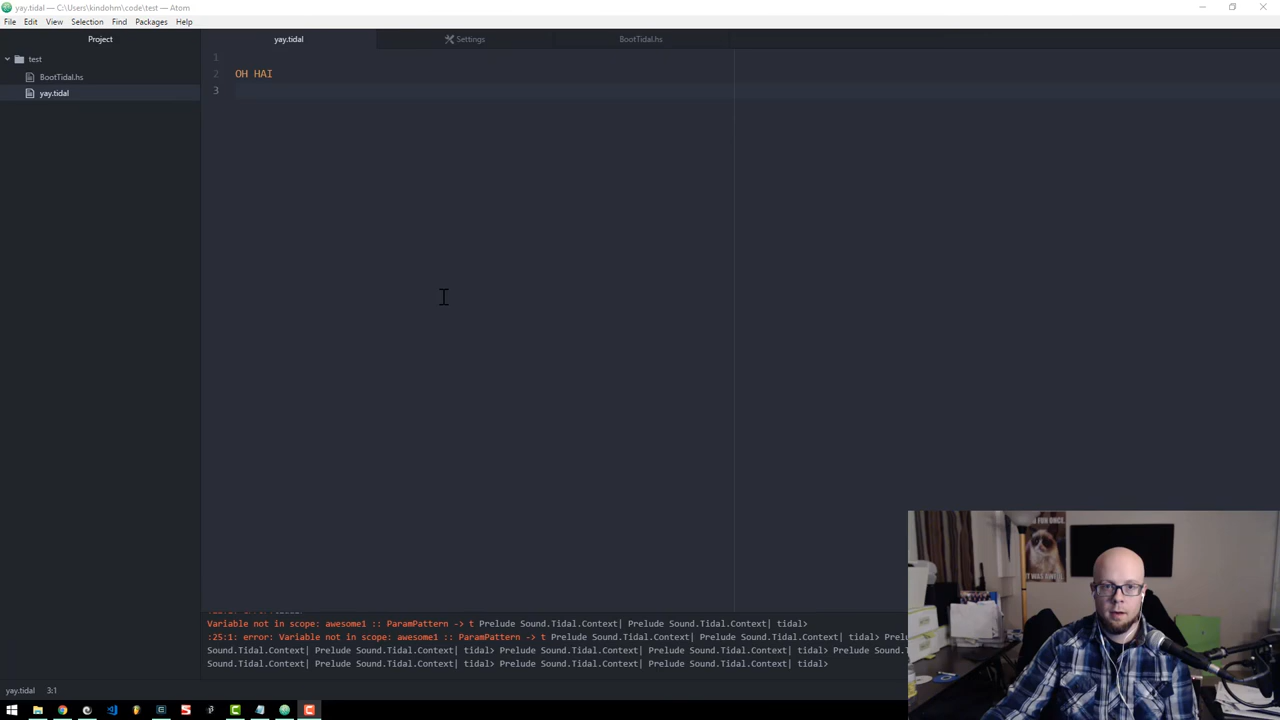 yay.tidal — C:\Users\kindohm\code\test — Atom
File Edit View Selection Find Packages Help
Project
yay.tidal
Settings
BootTidal.hs
test
BootTidal.hs
yay.tidal
1
2 OH HAI
3
Variable not in scope: awesome1 :: ParamPattern -> t Prelude Sound.Tidal.Context| Prelude Sound.Tidal.Context| tidal>
:25:1: error: Variable not in scope: awesome1 :: ParamPattern -> t Prelude Sound.Tidal.Context| Prelude Sound.Tidal.Context| tidal> Prel
Sound.Tidal.Context| Prelude Sound.Tidal.Context| tidal> Prelude Sound.Tidal.Context| Prelude Sound.Tidal.Context| tidal> Prelude Sound.T
Sound.Tidal.Context| Prelude Sound.Tidal.Context| tidal> Prelude Sound.Tidal.Context| Prelude Sound.Tidal.Context| tidal>
yay.tidal 3:1